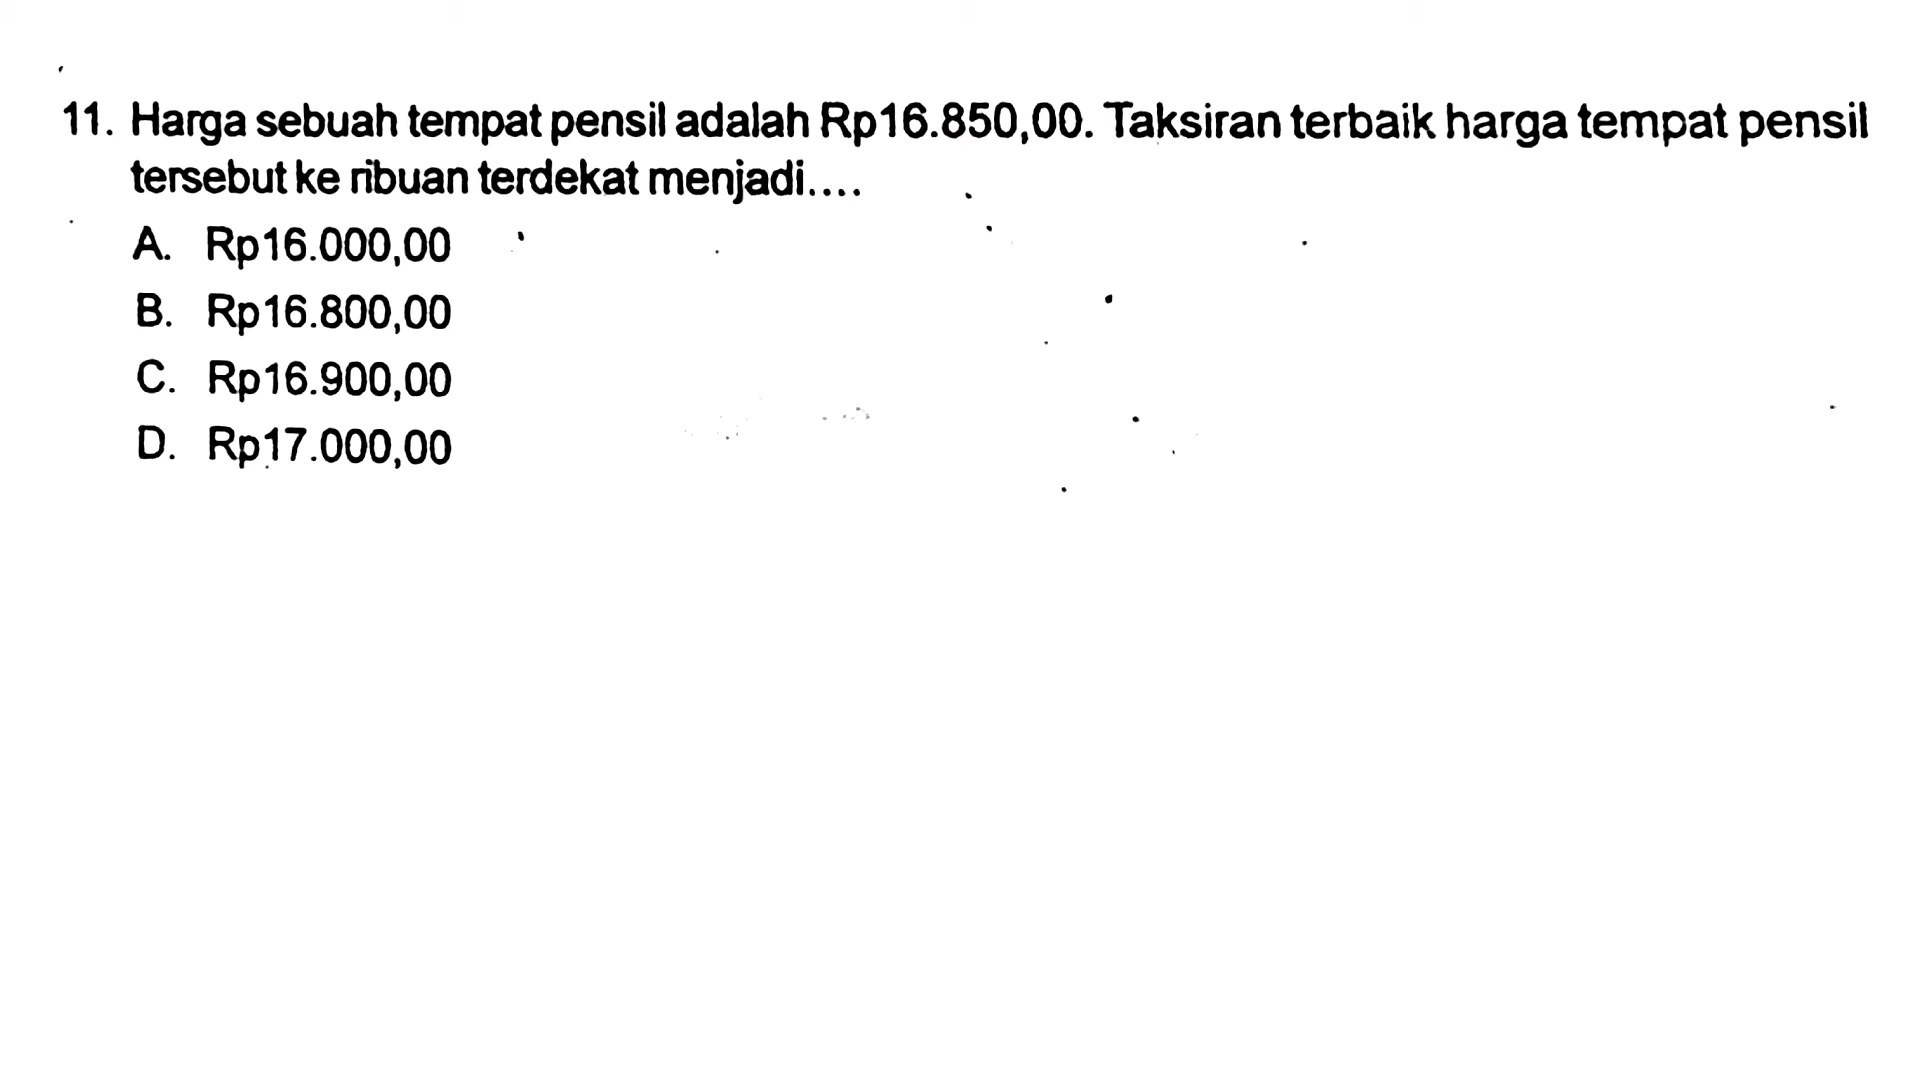 11. Harga sebuah tempat pensil adalah Rp16.850,00. Taksiran terbaik harga tempat pensil
tersebut ke ribuan terdekat menjadi....
A. Rp16.000,00
B. Rp16.800,00
C. Rp16.900,00
D. Rp17.000,00